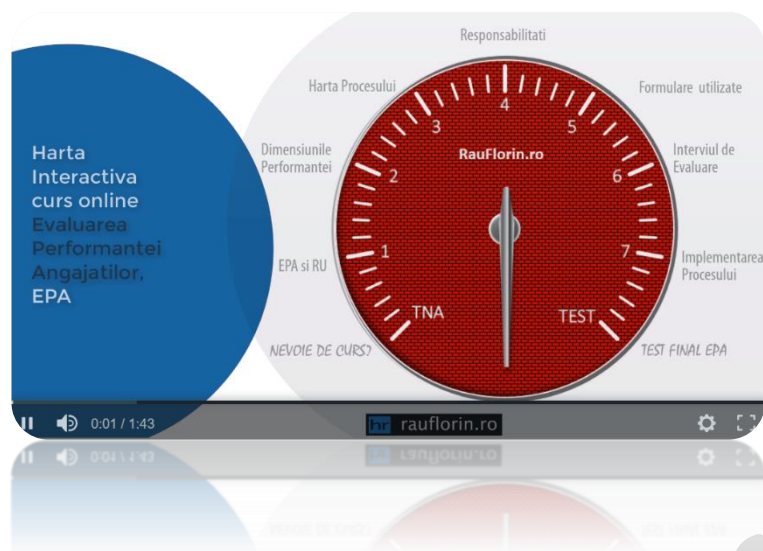 Harta
Interactiva
curs online
Evaluarea
Performantei
Angajatilor,
EPA
Responsabilitati
Harta Procesului
Formulare utilizate
Dimensiunile
Performantei
Interviul de
Evaluare
EPA si RU
Implementarea
Procesului
NEVOIE DE CURS?
TEST FINAL EPA
4
3
5
RauFlorin.ro
2
6
1
7
TNA
TEST
0:01 / 1:43
hr rauflorin.ro